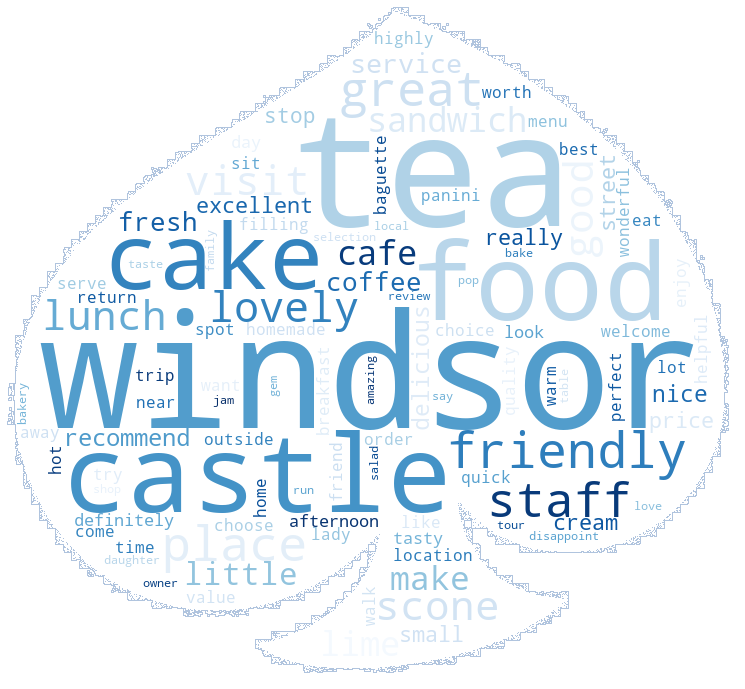 highly
service
great
worth
stop
sandwich
menu
day
tea
best
sit
visit
baguette
panini
good
street
wonderful
excellent
fresh
filling
local
eat
cake
family
selection
cafe
really
food
bake
taste
serve
coffee
pop
enjoy
return
lovely
review
lunch
spot
homemade
delicious
choice
look
welcome
helpful
windsor
trip
want
gem
breakfast
amazing
quality
warm
table
perfect
lot
nice
bakery
near
jam
say
price
away
recommend
outside
order
friendly
castle
hot
try
shop
home
run
friend
salad
quick
staff
love
definitely
come
choose
afternoon
like
tour
cream
time
place
lady
tasty
disappoint
daughter
location
owner
little
make
value
walk
scone
lime
small